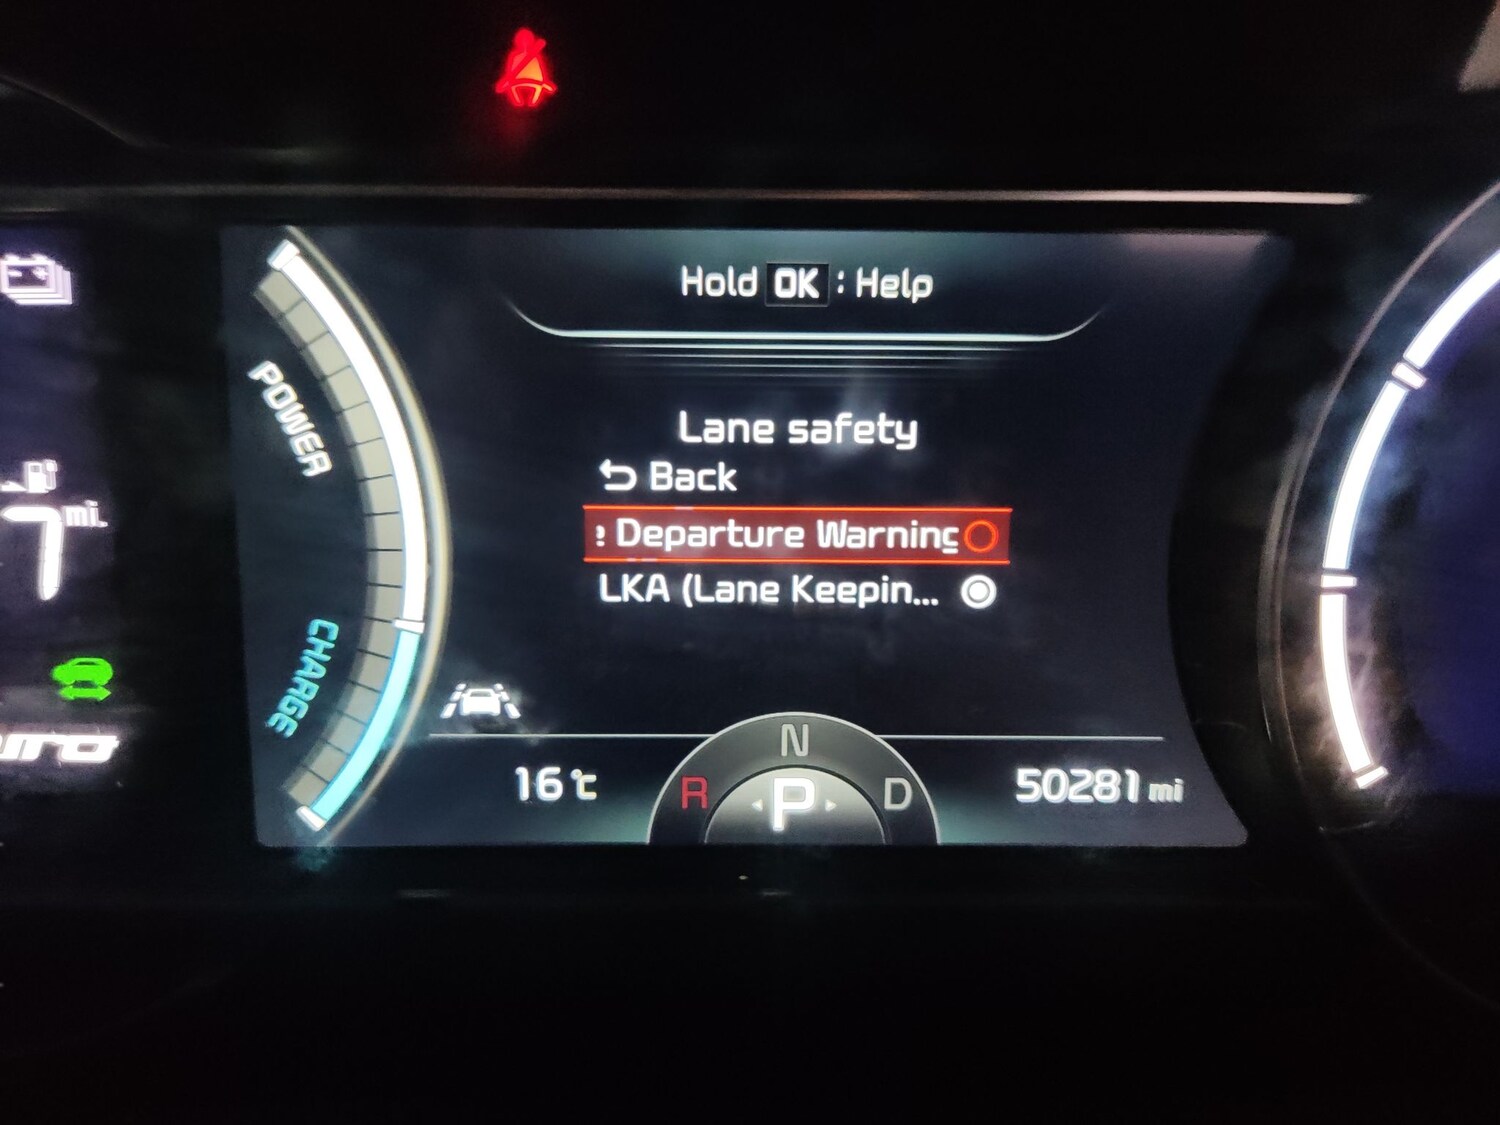 Hold OK : Help
POWER
Lane safety
Back
Departure Warning
LKA (Lane Keepin...
mi.
CHARGE
N
16℃
R
P
D
50281 mi